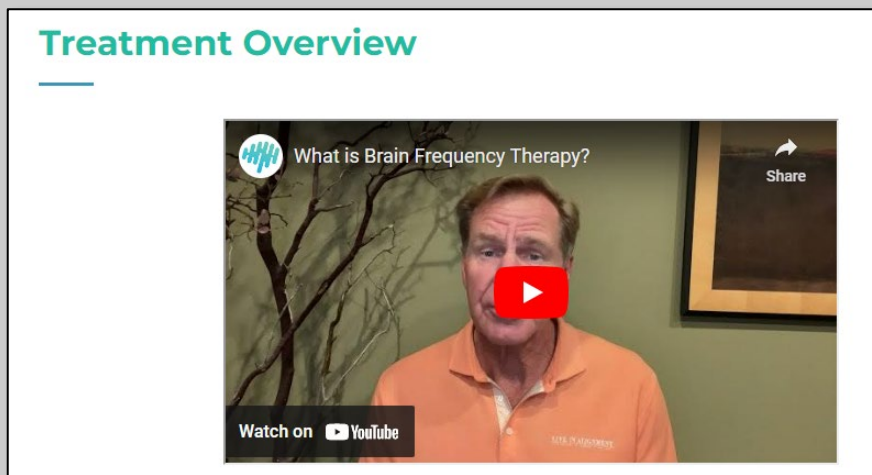 Treatment Overview
What is Brain Frequency Therapy?
Share
Watch on YouTube